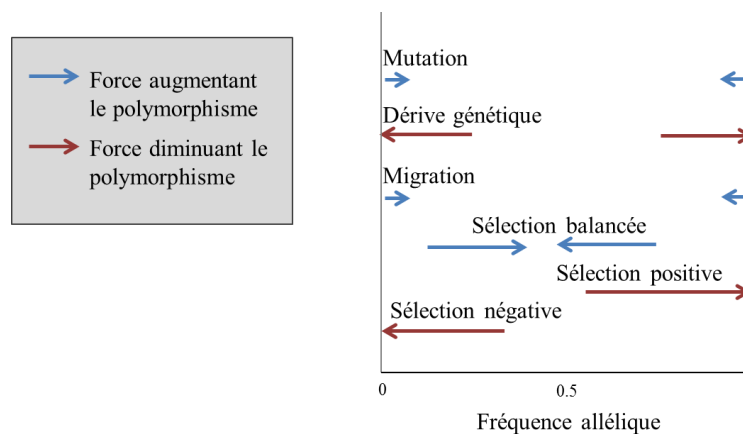 Force augmentant
le polymorphisme
Force diminuant le
polymorphisme
Mutation
Dérive génétique
Migration
Sélection balancée
Sélection positive
Sélection négative
0
0.5
Fréquence allélique